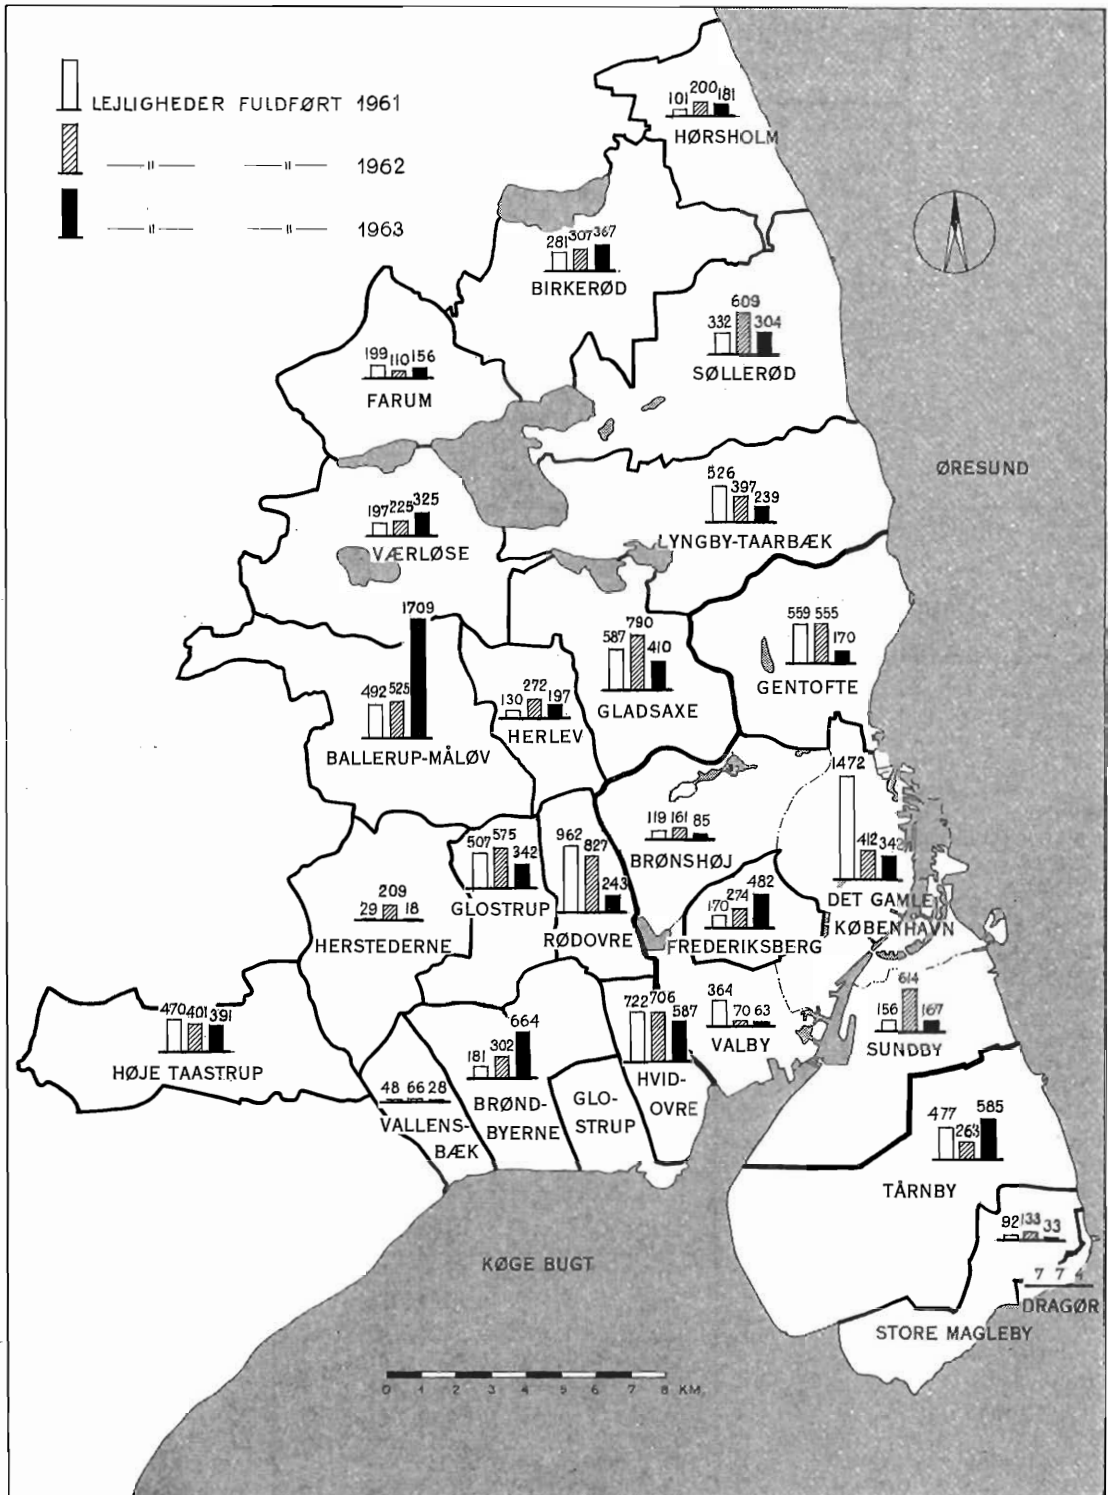 LEJLIGHEDER FULDFØRT 1961
—〃— —〃— 1962
—〃— —〃— 1963
101 200 181
HØRSHOLM
281 307 367
BIRKERØD
332 609 304
SØLLERØD
199 110 156
FARUM
ØRESUND
526 397 239
LYNGBY-TAARBÆK
197 225 325
VÆRLØSE
559 555 170
GENTOFTE
587 790 410
GLADSAXE
492 525 1709
BALLERUP-MÅLØV
130 272 197
HERLEV
1472 412 342
DET GAMLE
KØBENHAVN
119 161 85
BRØNSHØJ
507 575 342
GLOSTRUP
962 827 243
RØDOVRE
170 274 482
FREDERIKSBERG
29 209 18
HERSTEDERNE
470 401 391
HØJE TAASTRUP
181 302 664
BRØND-
BYERNE
722 706 587
HVID-
OVRE
364 70 63
VALBY
156 614 167
SUNDBY
48 66 28
VALLENS-
BÆK
GLO-
STRUP
477 263 585
TÅRNBY
92 133 33
7 7 4
DRAGØR
STORE MAGLEBY
KØGE BUGT
0 1 2 3 4 5 6 7 8 KM.